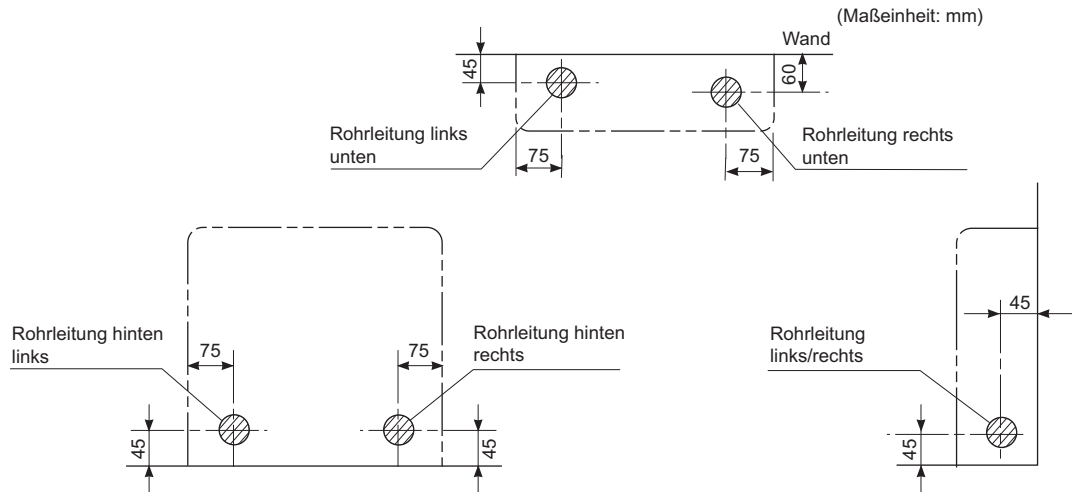 (Maßeinheit: mm)
Wand
45
60
Rohrleitung links
unten
Rohrleitung rechts
unten
75
75
Rohrleitung hinten
links
75
75
Rohrleitung hinten
rechts
45
45
Rohrleitung
links/rechts
45
45